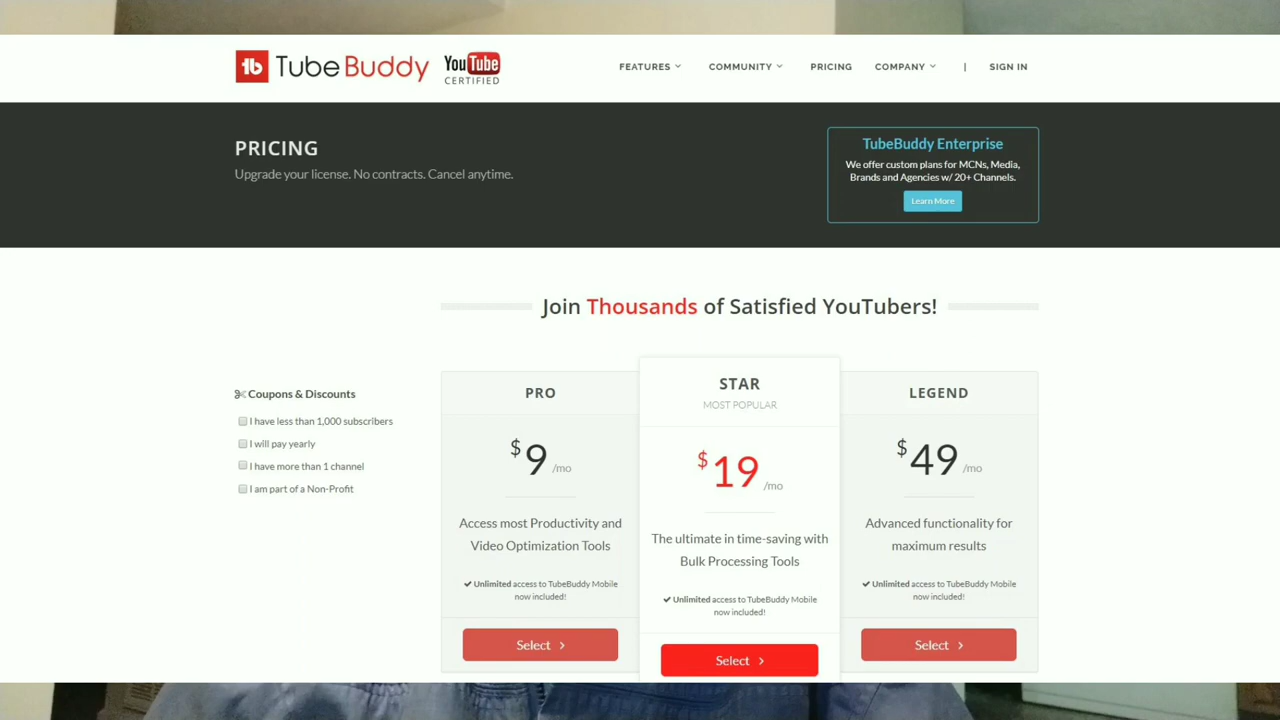 TubeBuddy
YouTube
CERTIFIED
FEATURES
COMMUNITY
PRICING
COMPANY
|
SIGN IN
PRICING
Upgrade your license. No contracts. Cancel anytime.
TubeBuddy Enterprise
We offer custom plans for MCNs, Media,
Brands and Agencies w/ 20+ Channels.
Learn More
Join Thousands of Satisfied YouTubers!
Coupons & Discounts
I have less than 1,000 subscribers
I will pay yearly
I have more than 1 channel
I am part of a Non-Profit
PRO
$9/mo
Access most Productivity and
Video Optimization Tools
✔ Unlimited access to TubeBuddy Mobile
now included!
Select >
STAR
MOST POPULAR
$19/mo
The ultimate in time-saving with
Bulk Processing Tools
✔ Unlimited access to TubeBuddy Mobile
now included!
Select >
LEGEND
$49/mo
Advanced functionality for
maximum results
✔ Unlimited access to TubeBuddy Mobile
now included!
Select >